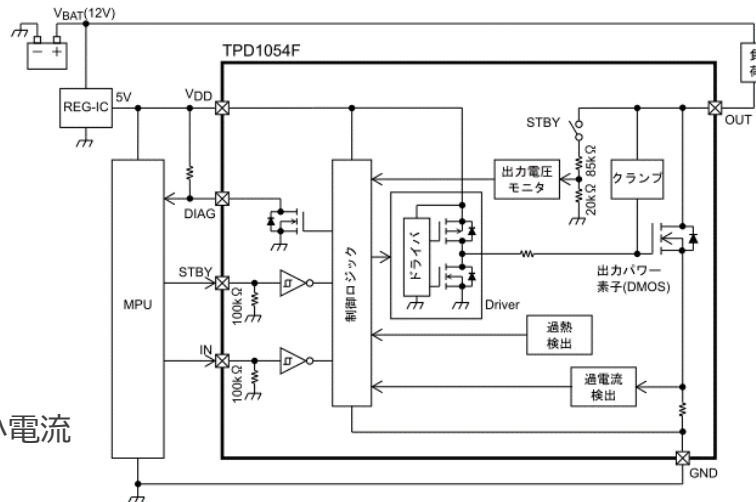 VBAT(12V)
− +
TPD1054F
REG-IC
5V
VDD
OUT
STBY
85kΩ
20kΩ
出力電圧
モニタ
クランプ
DIAG
制御ロジック
ドライバ
Driver
出力パワー
素子(DMOS)
STBY
100kΩ
MPU
IN
100kΩ
過熱
検出
過電流
検出
電流
GND